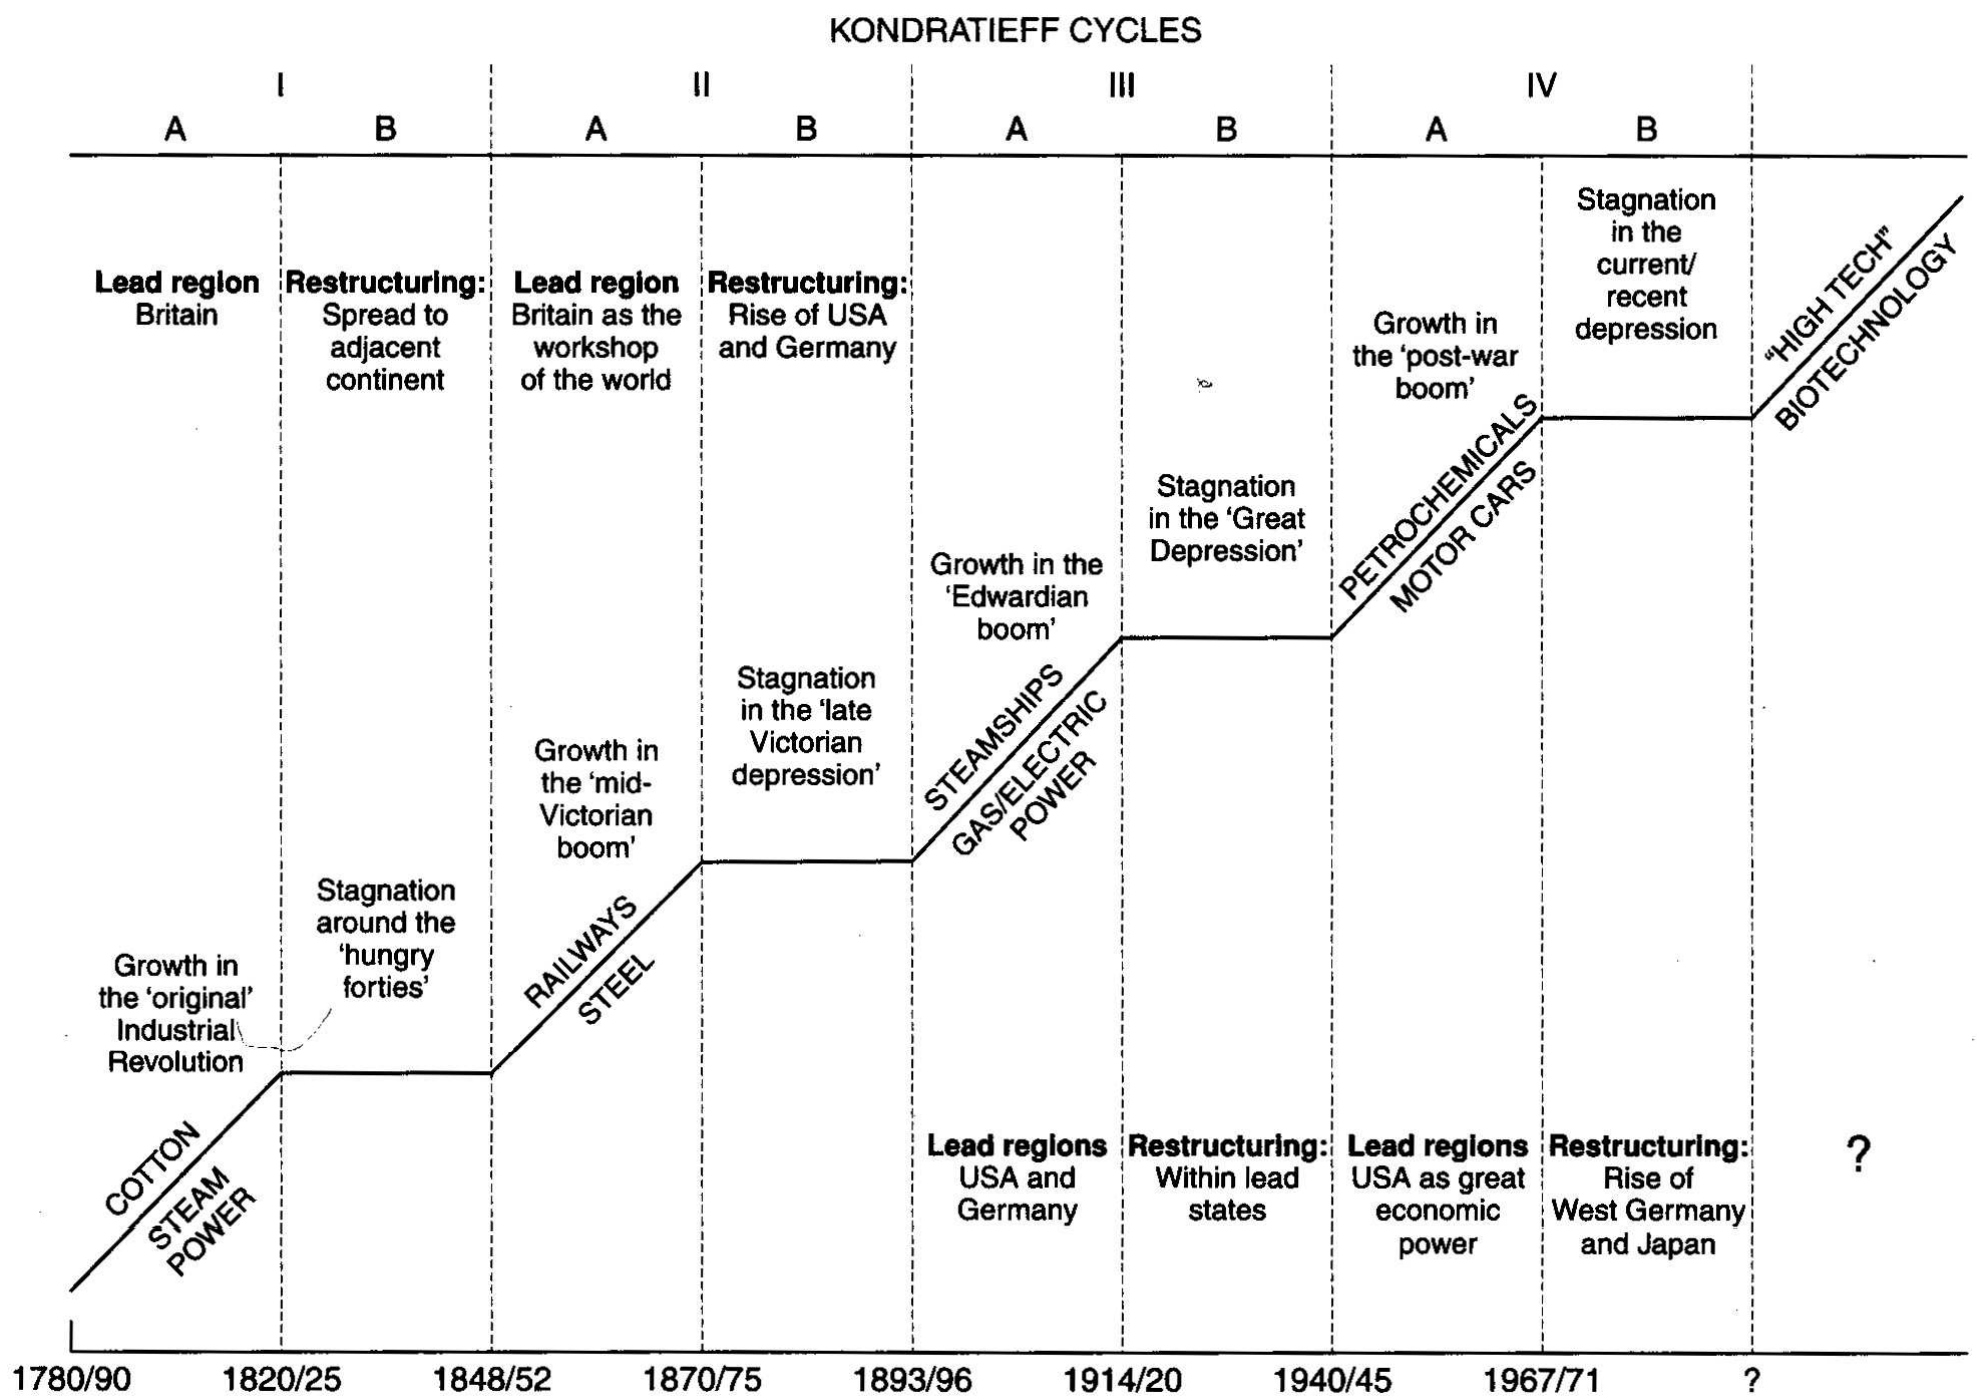 KONDRATIEFF CYCLES
I
II
III
IV
A
B
A
B
A
B
A
B
Lead region
Britain
Restructuring:
Spread to
adjacent
continent
Lead region
Britain as the
workshop
of the world
Restructuring:
Rise of USA
and Germany
Growth in
the ‘original’
Industrial
Revolution
COTTON
STEAM
POWER
Stagnation
around the
‘hungry
forties’
Growth in
the ‘mid-
Victorian
boom’
RAILWAYS
STEEL
Stagnation
in the ‘late
Victorian
depression’
Growth in the
‘Edwardian
boom’
STEAMSHIPS
GAS/ELECTRIC
POWER
Stagnation
in the ‘Great
Depression’
Growth in
the ‘post-war
boom’
PETROCHEMICALS
MOTOR CARS
Stagnation
in the
current/
recent
depression
“HIGH TECH”
BIOTECHNOLOGY
Lead regions
USA and
Germany
Restructuring:
Within lead
states
Lead regions
USA as great
economic
power
Restructuring:
Rise of
West Germany
and Japan
?
1780/90
1820/25
1848/52
1870/75
1893/96
1914/20
1940/45
1967/71
?